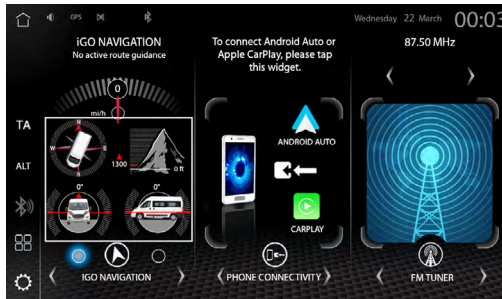 GPS
Wednesday 22 March 00:03
iGO NAVIGATION
No active route guidance
0
mi/h
N
W E
S
1300
0 ft
0°
0°
IGO NAVIGATION
To connect Android Auto or
Apple CarPlay, please tap
this widget.
ANDROID AUTO
CARPLAY
PHONE CONNECTIVITY
87.50 MHz
FM TUNER
TA
ALT